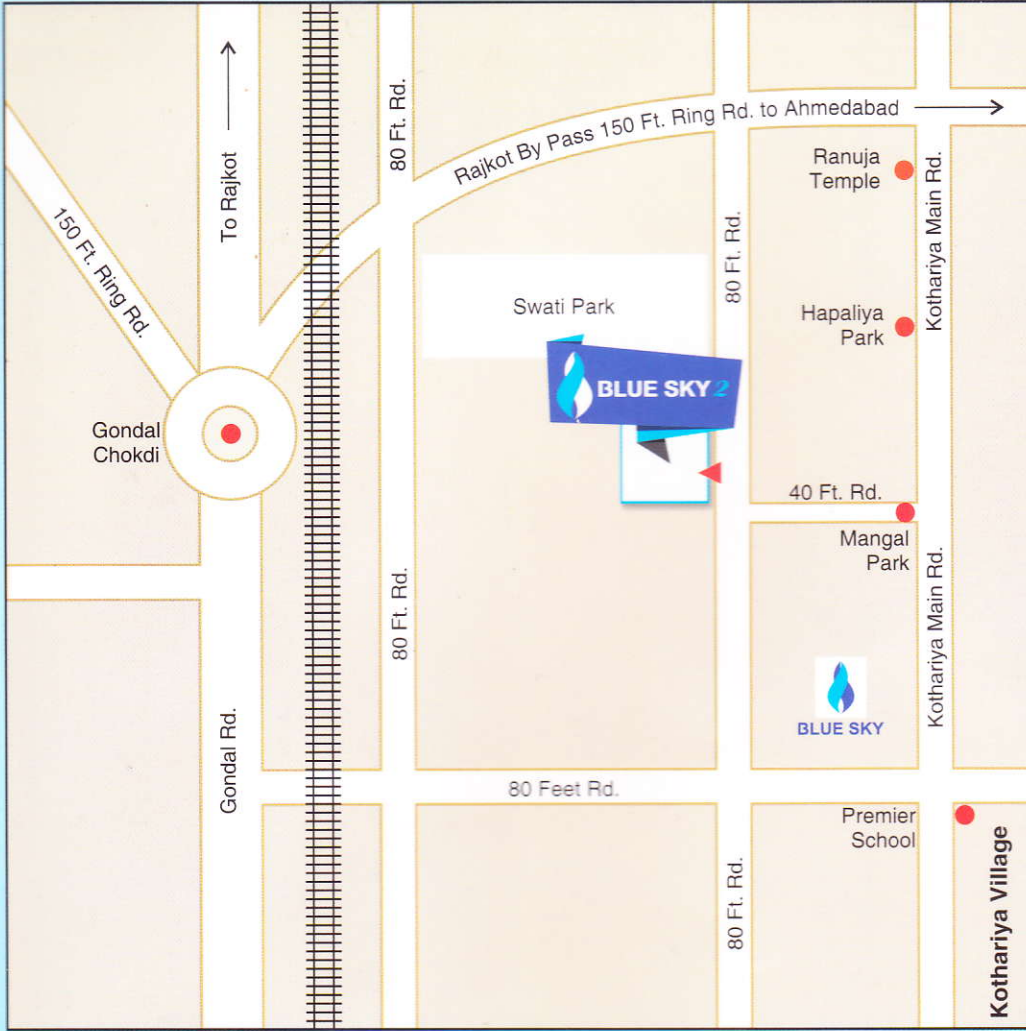 To Rajkot
80 Ft. Rd.
Rajkot By Pass 150 Ft. Ring Rd. to Ahmedabad
Ranuja
Temple
Kothariya Main Rd.
150 Ft. Ring Rd.
80 Ft. Rd.
Swati Park
Hapaliya
Park
BLUE SKY 2
Gondal
Chokdi
40 Ft. Rd.
Mangal
Park
80 Ft. Rd.
Kothariya Main Rd.
BLUE SKY
Gondal Rd.
80 Feet Rd.
Premier
School
80 Ft. Rd.
Kothariya Village